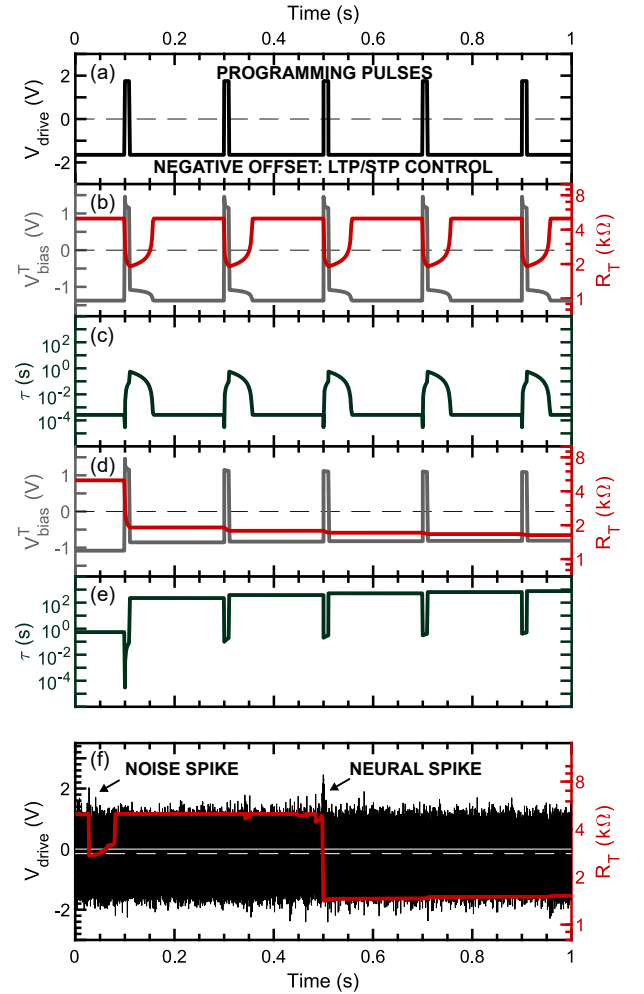 Time (s)
0 0.2 0.4 0.6 0.8 1
(a) PROGRAMMING PULSES
V_drive (V)
2
0
-2
NEGATIVE OFFSET: LTP/STP CONTROL
(b)
V^T_bias (V)
1
0
-1
8
4
2
1
R_T (kΩ)
(c)
τ (s)
10^0
10^-2
10^-4
(d)
V^T_bias (V)
1
0
-1
8
4
2
1
R_T (kΩ)
(e)
τ (s)
10^2
10^0
10^-2
10^-4
(f)
NOISE SPIKE NEURAL SPIKE
V_drive (V)
2
0
-2
8
4
2
1
R_T (kΩ)
0 0.2 0.4 0.6 0.8 1
Time (s)